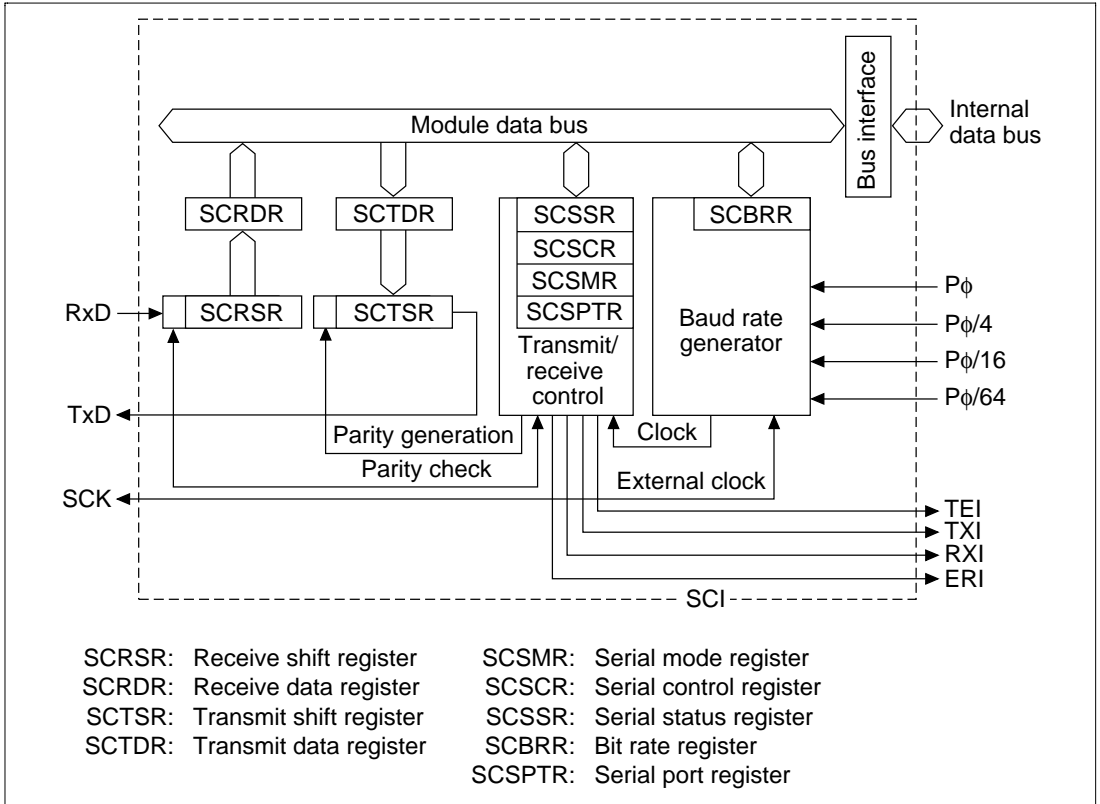 Module data bus
Bus interface
Internal
data bus
SCRDR
SCTDR
SCSSR
SCBRR
SCSCR
SCSMR
SCSPTR
RxD
SCRSR
SCTSR
Transmit/
receive
control
Baud rate
generator
Pϕ
Pϕ/4
Pϕ/16
Pϕ/64
TxD
Parity generation
Clock
Parity check
External clock
SCK
TEI
TXI
RXI
ERI
SCI
SCRSR: Receive shift register
SCRDR: Receive data register
SCTSR: Transmit shift register
SCTDR: Transmit data register
SCSMR: Serial mode register
SCSCR: Serial control register
SCSSR: Serial status register
SCBRR: Bit rate register
SCSPTR: Serial port register